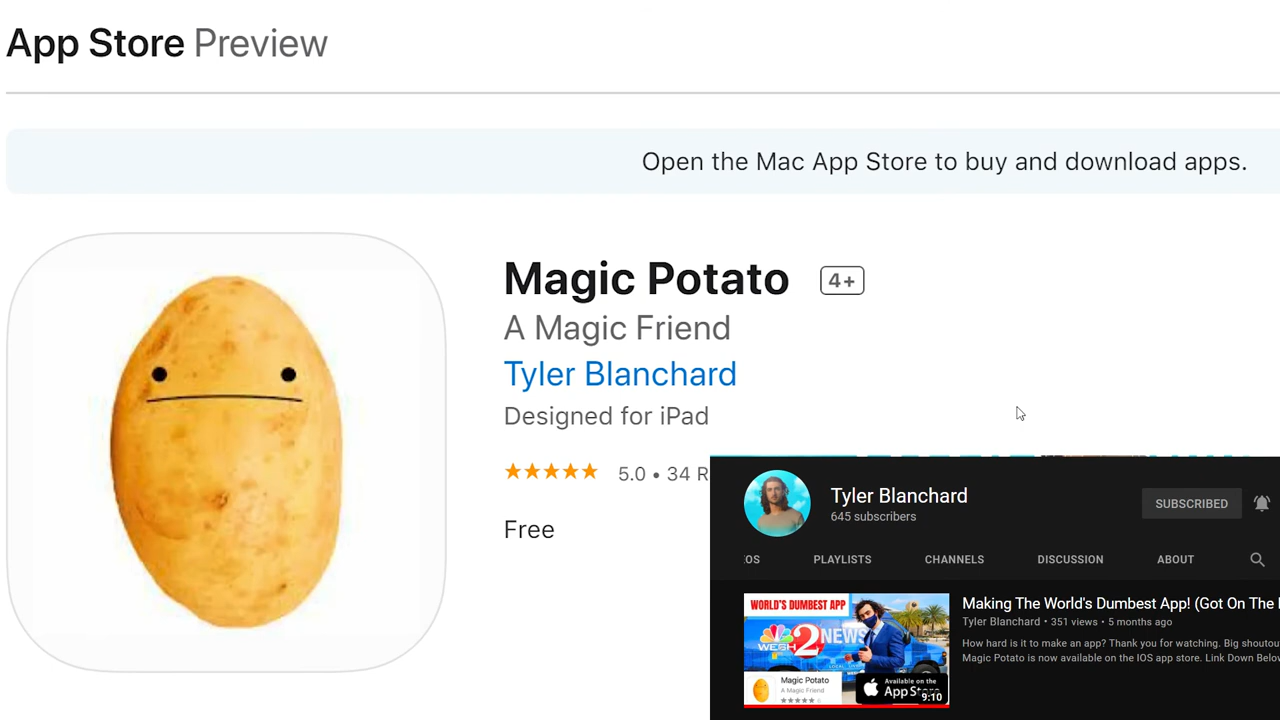 App Store Preview
Open the Mac App Store to buy and download apps.
Magic Potato 4+
A Magic Friend
Tyler Blanchard
Designed for iPad
★★★★★ 5.0 • 34 R
Free
Tyler Blanchard
645 subscribers
SUBSCRIBED
OS PLAYLISTS CHANNELS DISCUSSION ABOUT
WORLD'S DUMBEST APP
WESH 2 NEWS
Magic Potato
A Magic Friend
Available on the
App Store
9:10
Making The World's Dumbest App! (Got On The
Tyler Blanchard • 351 views • 5 months ago
How hard is it to make an app? Thank you for watching. Big shoutou
Magic Potato is now available on the IOS app store. Link Down Below